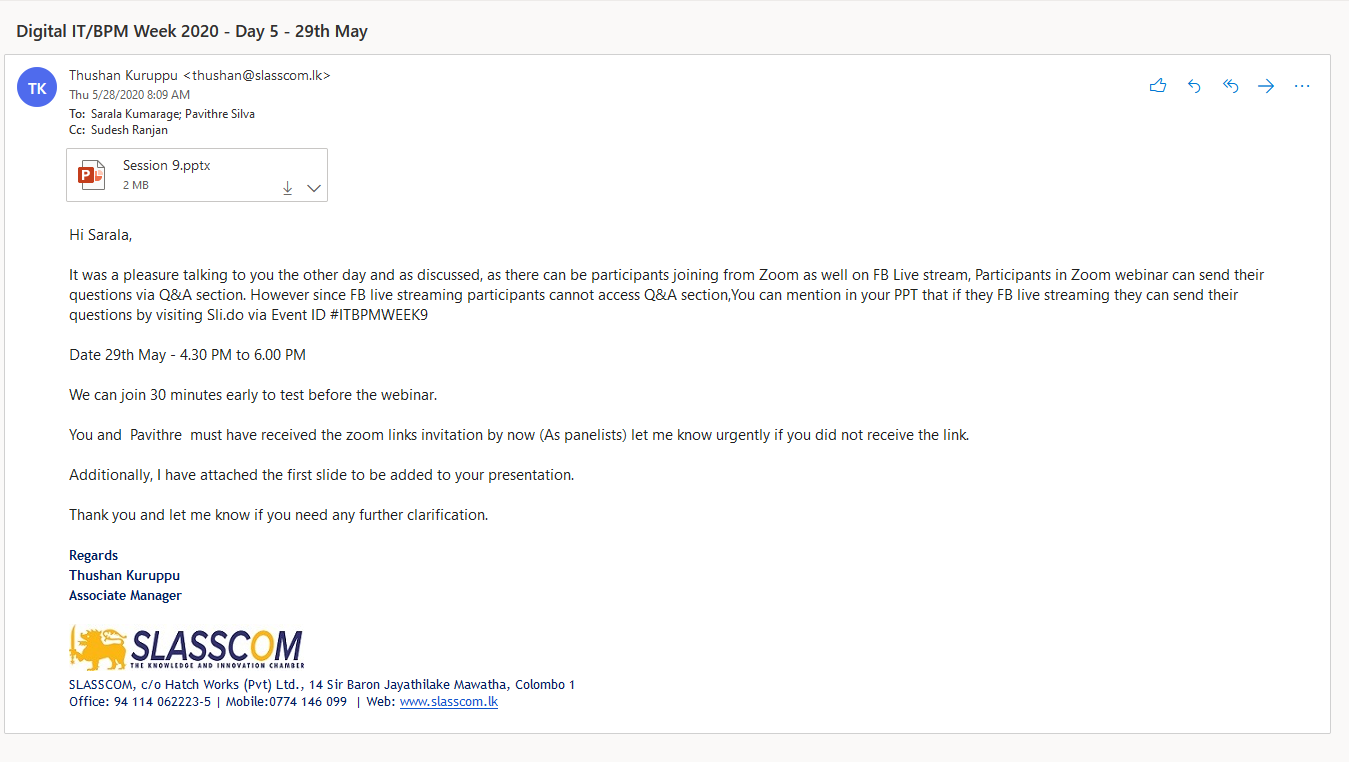 Digital IT/BPM Week 2020 - Day 5 - 29th May
TK
Thushan Kuruppu <thushan@slasscom.lk>
Thu 5/28/2020 8:09 AM
To: Sarala Kumarage; Pavithre Silva
Cc: Sudesh Ranjan
P
Session 9.pptx
2 MB
Hi Sarala,
It was a pleasure talking to you the other day and as discussed, as there can be participants joining from Zoom as well on FB Live stream, Participants in Zoom webinar can send their
questions via Q&A section. However since FB live streaming participants cannot access Q&A section,You can mention in your PPT that if they FB live streaming they can send their
questions by visiting Sli.do via Event ID #ITBPMWEEK9
Date 29th May - 4.30 PM to 6.00 PM
We can join 30 minutes early to test before the webinar.
You and  Pavithre  must have received the zoom links invitation by now (As panelists) let me know urgently if you did not receive the link.
Additionally, I have attached the first slide to be added to your presentation.
Thank you and let me know if you need any further clarification.
Regards
Thushan Kuruppu
Associate Manager
SLASSCOM
THE KNOWLEDGE AND INNOVATION CHAMBER
SLASSCOM, c/o Hatch Works (Pvt) Ltd., 14 Sir Baron Jayathilake Mawatha, Colombo 1
Office: 94 114 062223-5 | Mobile:0774 146 099  | Web: www.slasscom.lk